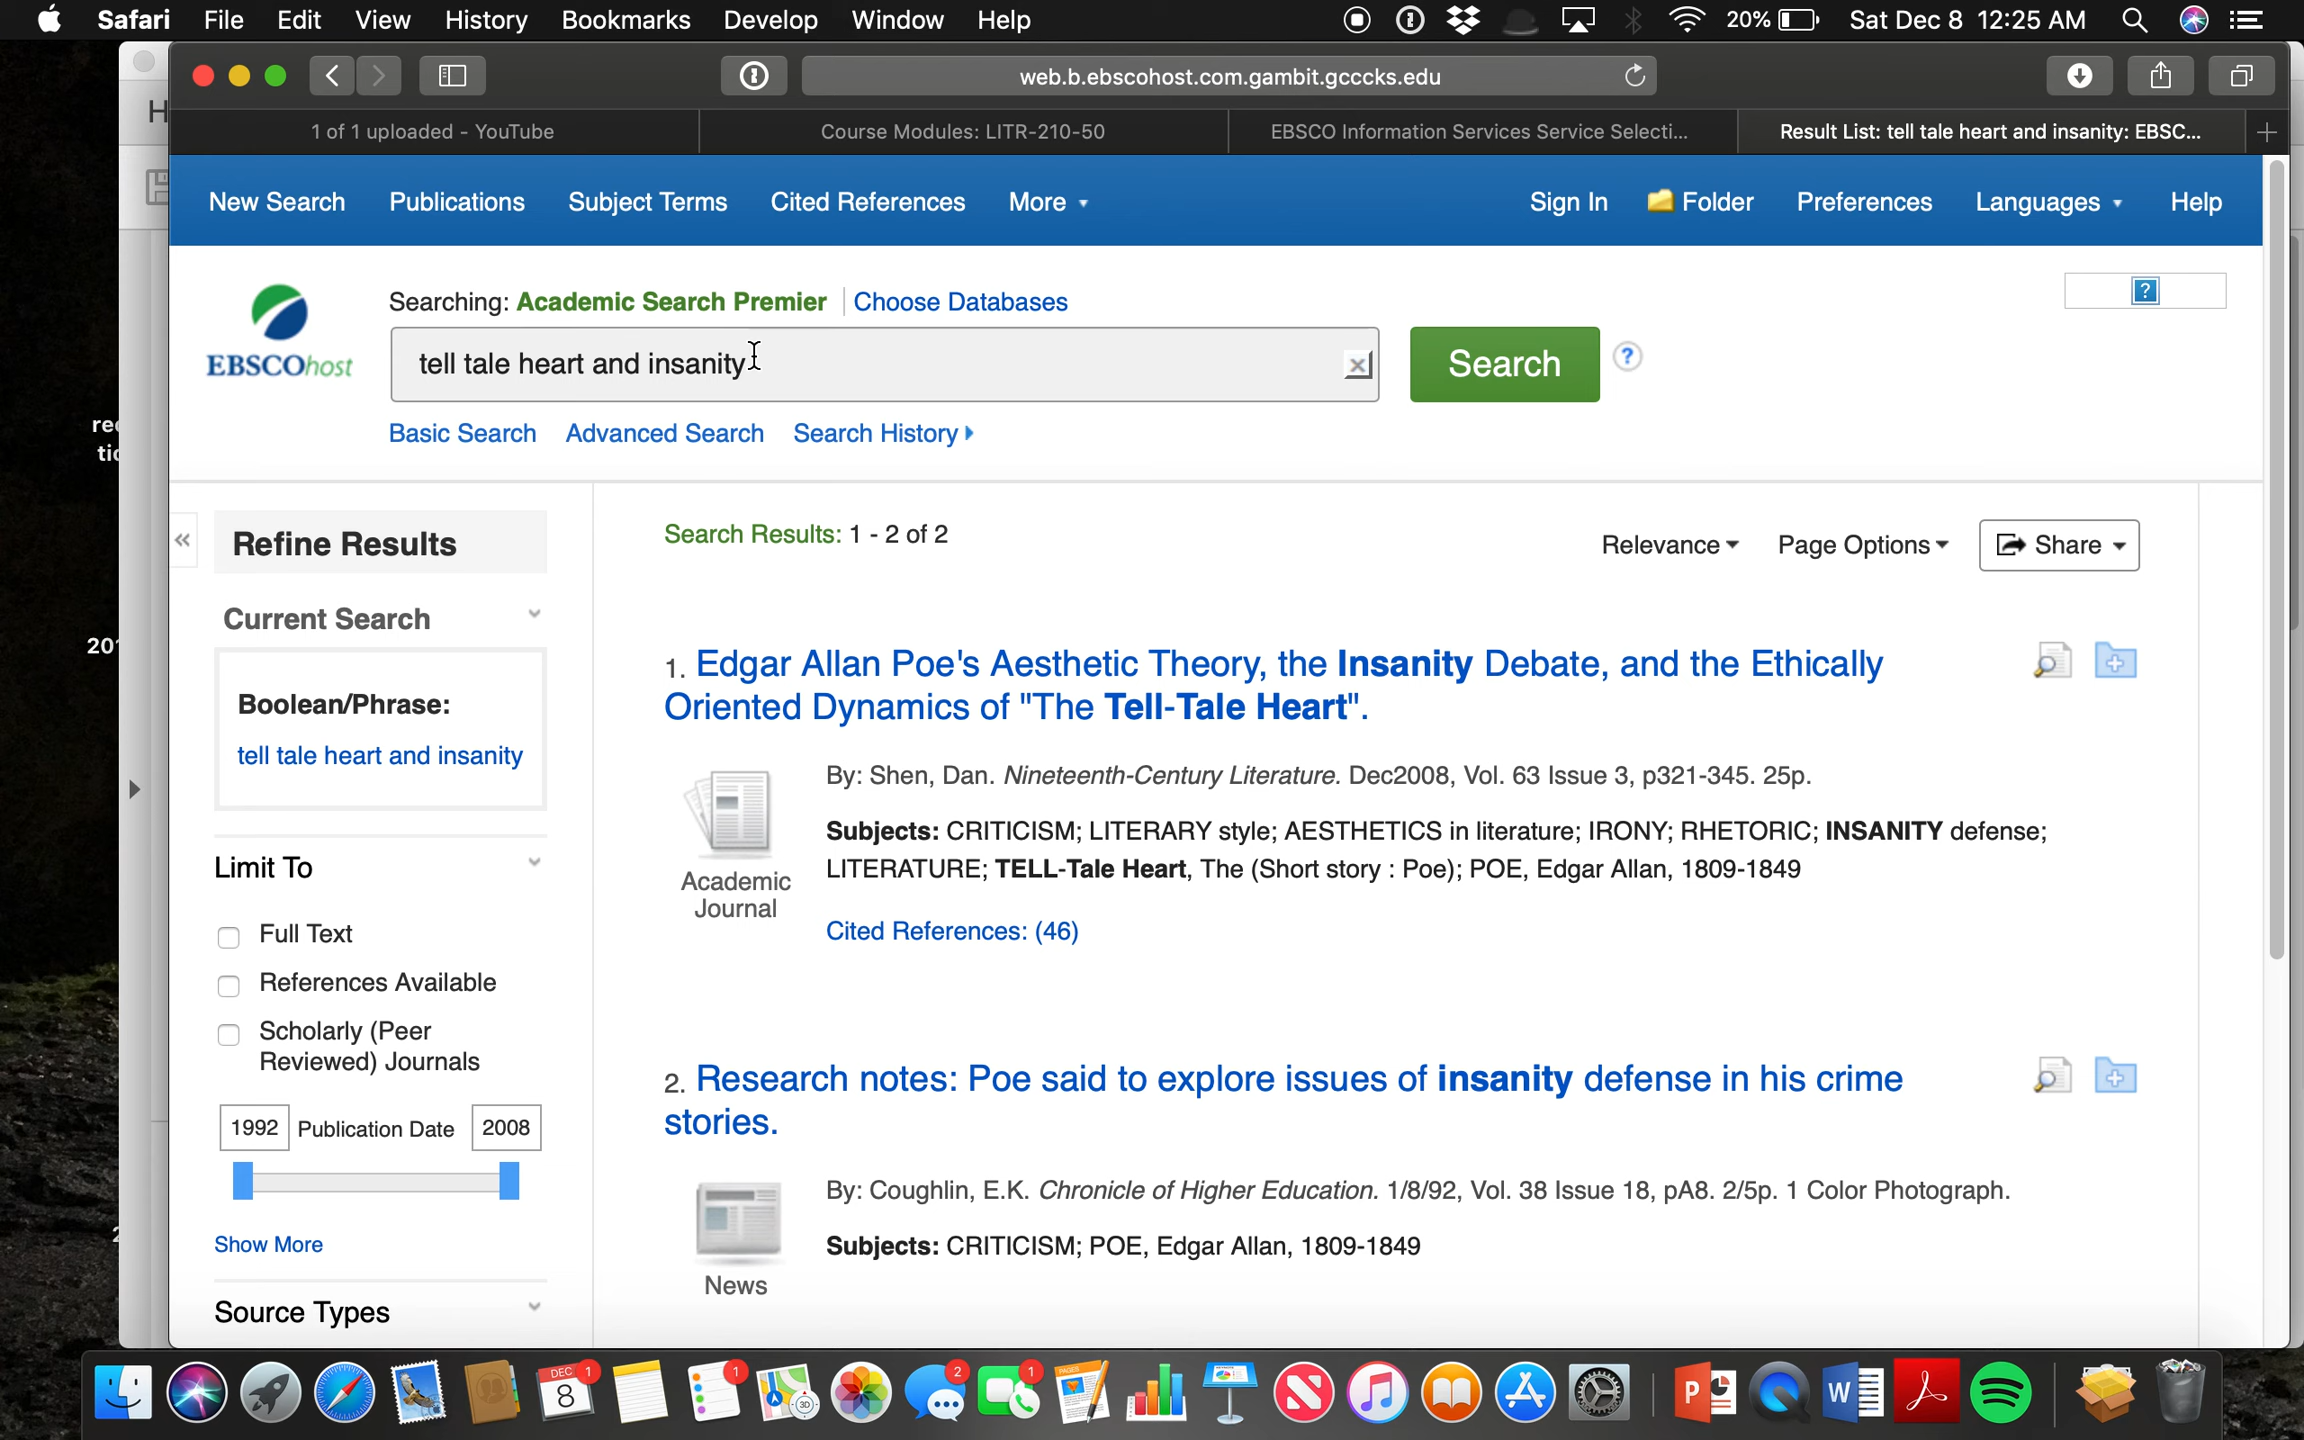 Safari File Edit View History Bookmarks Develop Window Help 20% Sat Dec 8 12:25 AM
web.b.ebscohost.com.gambit.gcccks.edu
1 of 1 uploaded - YouTube
Course Modules: LITR-210-50
EBSCO Information Services Service Selecti...
Result List: tell tale heart and insanity: EBSC...
New Search Publications Subject Terms Cited References More
Sign In Folder Preferences Languages Help
EBSCOhost
Searching: Academic Search Premier Choose Databases
tell tale heart and insanity
Search
Basic Search Advanced Search Search History
Refine Results
Current Search
Boolean/Phrase:
tell tale heart and insanity
Limit To
Full Text
References Available
Scholarly (Peer
Reviewed) Journals
1992 Publication Date 2008
Show More
Source Types
Search Results: 1 - 2 of 2
Relevance Page Options Share
1. Edgar Allan Poe's Aesthetic Theory, the Insanity Debate, and the Ethically
Oriented Dynamics of "The Tell-Tale Heart".
Academic
Journal
By: Shen, Dan. Nineteenth-Century Literature. Dec2008, Vol. 63 Issue 3, p321-345. 25p.
Subjects: CRITICISM; LITERARY style; AESTHETICS in literature; IRONY; RHETORIC; INSANITY defense;
LITERATURE; TELL-Tale Heart, The (Short story : Poe); POE, Edgar Allan, 1809-1849
Cited References: (46)
2. Research notes: Poe said to explore issues of insanity defense in his crime
stories.
News
By: Coughlin, E.K. Chronicle of Higher Education. 1/8/92, Vol. 38 Issue 18, pA8. 2/5p. 1 Color Photograph.
Subjects: CRITICISM; POE, Edgar Allan, 1809-1849
DEC
8
1
1
3D
2
1